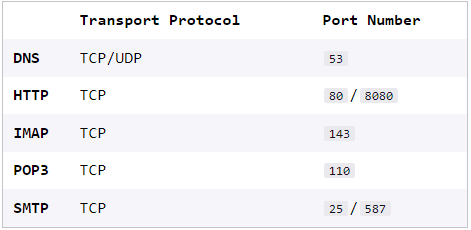 Transport Protocol Port Number
DNS TCP/UDP 53
HTTP TCP 80 / 8080
IMAP TCP 143
POP3 TCP 110
SMTP TCP 25 / 587